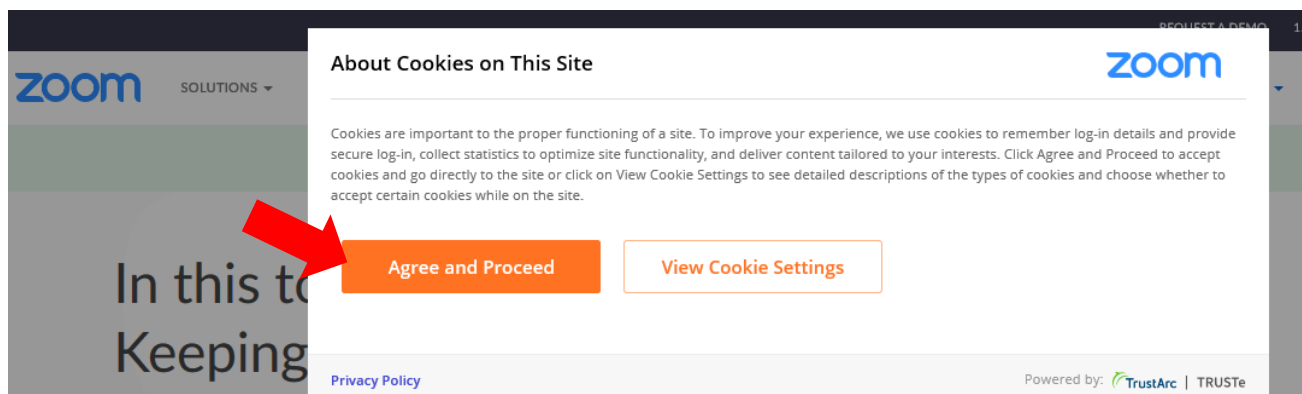 REQUEST A DEMO 1
About Cookies on This Site
zoom
zoom
SOLUTIONS
Cookies are important to the proper functioning of a site. To improve your experience, we use cookies to remember log-in details and provide
secure log-in, collect statistics to optimize site functionality, and deliver content tailored to your interests. Click Agree and Proceed to accept
cookies and go directly to the site or click on View Cookie Settings to see detailed descriptions of the types of cookies and choose whether to
accept certain cookies while on the site.
Agree and Proceed
View Cookie Settings
In this to
Keeping
Privacy Policy
Powered by: TrustArc | TRUSTe